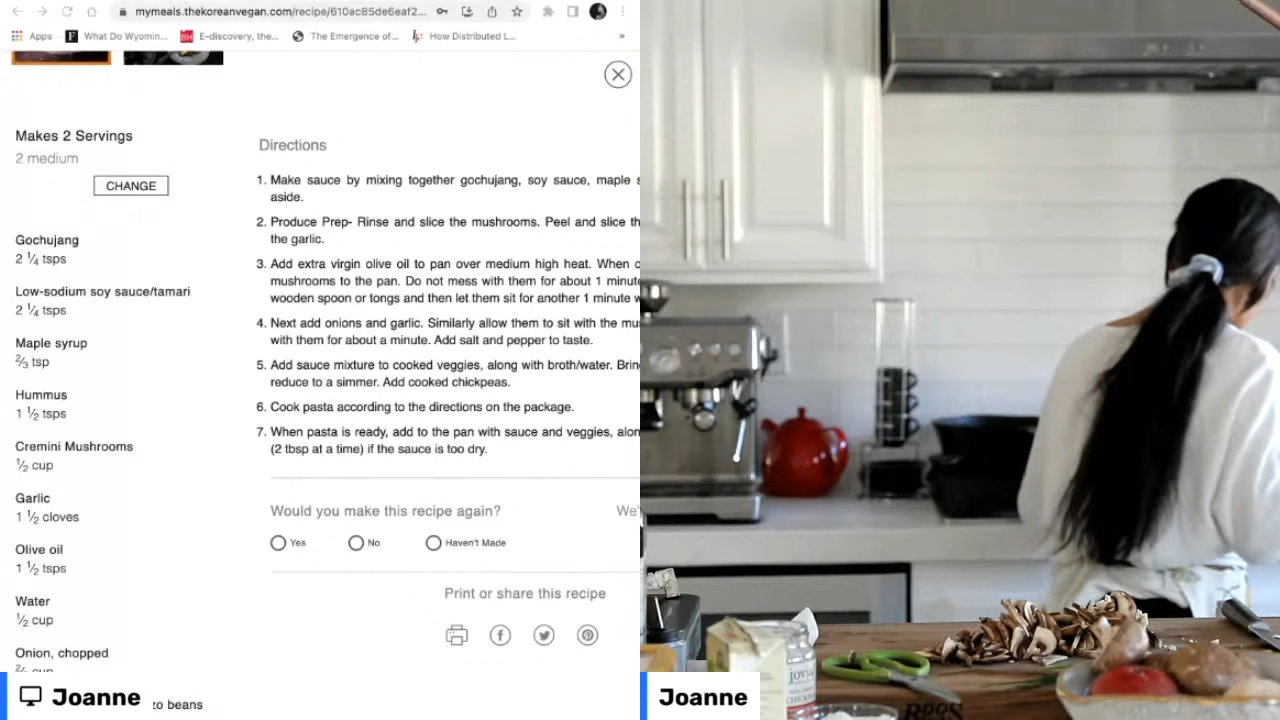 mymeals.thekoreanvegan.com/recipe/610ac85de6eaf2...
Apps
What Do Wyomin...
E-discovery, the...
The Emergence of...
How Distributed L...
»
Makes 2 Servings
2 medium
CHANGE
Gochujang
2 1/4 tsps
Low-sodium soy sauce/tamari
2 1/4 tsps
Maple syrup
2/3 tsp
Hummus
1 1/2 tsps
Cremini Mushrooms
1/2 cup
Garlic
1 1/2 cloves
Olive oil
1 1/2 tsps
Water
1/2 cup
Onion, chopped
zo beans
Directions
1. Make sauce by mixing together gochujang, soy sauce, maple s
aside.
2. Produce Prep- Rinse and slice the mushrooms. Peel and slice th
the garlic.
3. Add extra virgin olive oil to pan over medium high heat. When o
mushrooms to the pan. Do not mess with them for about 1 minute
wooden spoon or tongs and then let them sit for another 1 minute w
4. Next add onions and garlic. Similarly allow them to sit with the mu
with them for about a minute. Add salt and pepper to taste.
5. Add sauce mixture to cooked veggies, along with broth/water. Brin
reduce to a simmer. Add cooked chickpeas.
6. Cook pasta according to the directions on the package.
7. When pasta is ready, add to the pan with sauce and veggies, alon
(2 tbsp at a time) if the sauce is too dry.
Would you make this recipe again?
We'
Yes
No
Haven't Made
Print or share this recipe
Joanne
Joanne